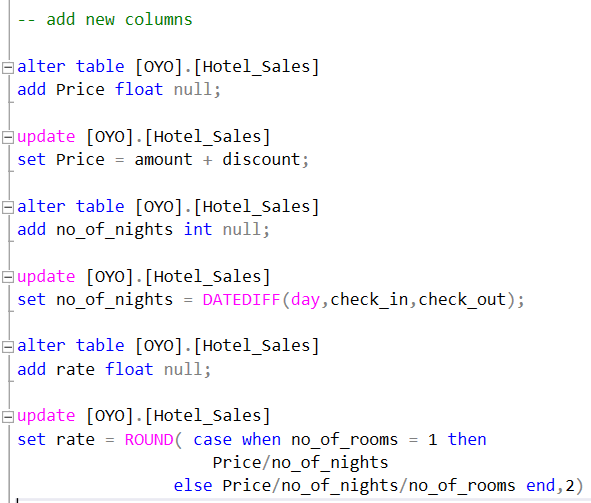 -- add new columns
alter table [OYO].[Hotel_Sales]
add Price float null;
update [OYO].[Hotel_Sales]
set Price = amount + discount;
alter table [OYO].[Hotel_Sales]
add no_of_nights int null;
update [OYO].[Hotel_Sales]
set no_of_nights = DATEDIFF(day,check_in,check_out);
alter table [OYO].[Hotel_Sales]
add rate float null;
update [OYO].[Hotel_Sales]
set rate = ROUND( case when no_of_rooms = 1 then
Price/no_of_nights
else Price/no_of_nights/no_of_rooms end,2)